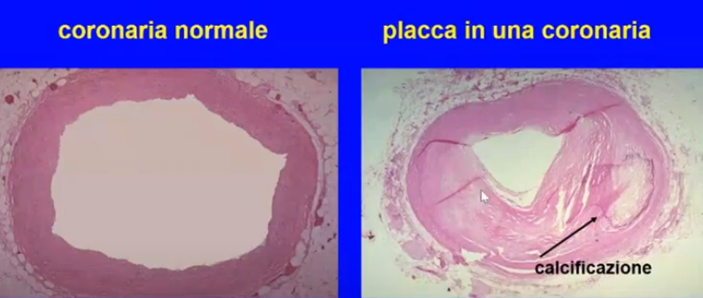 coronaria normale
placca in una coronaria
calcificazione